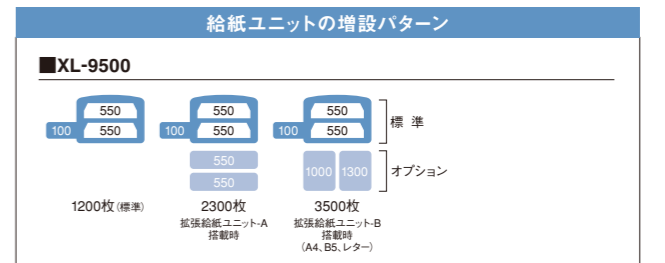 給紙ユニットの増設パターン
■XL-9500
550 550 550
100 550 100 550 100 550
標 準
550
550
1000 1300
オプション
1200枚(標準) 2300枚 3500枚
拡張給紙ユニット-A 拡張給紙ユニット-B
搭載時 搭載時
(A4、B5、レター)